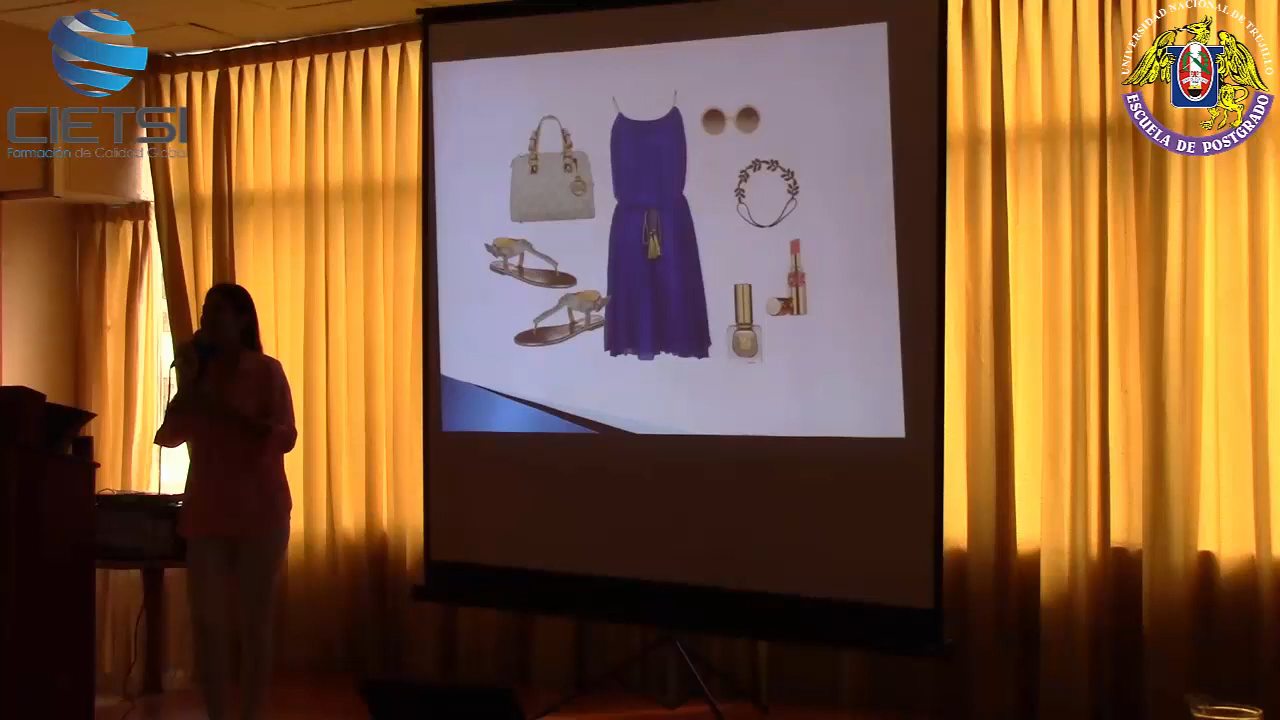 CIETSI
Formación de Calidad Global
UNIVERSIDAD NACIONAL DE TRUJILLO
ESCUELA DE POSTGRADO